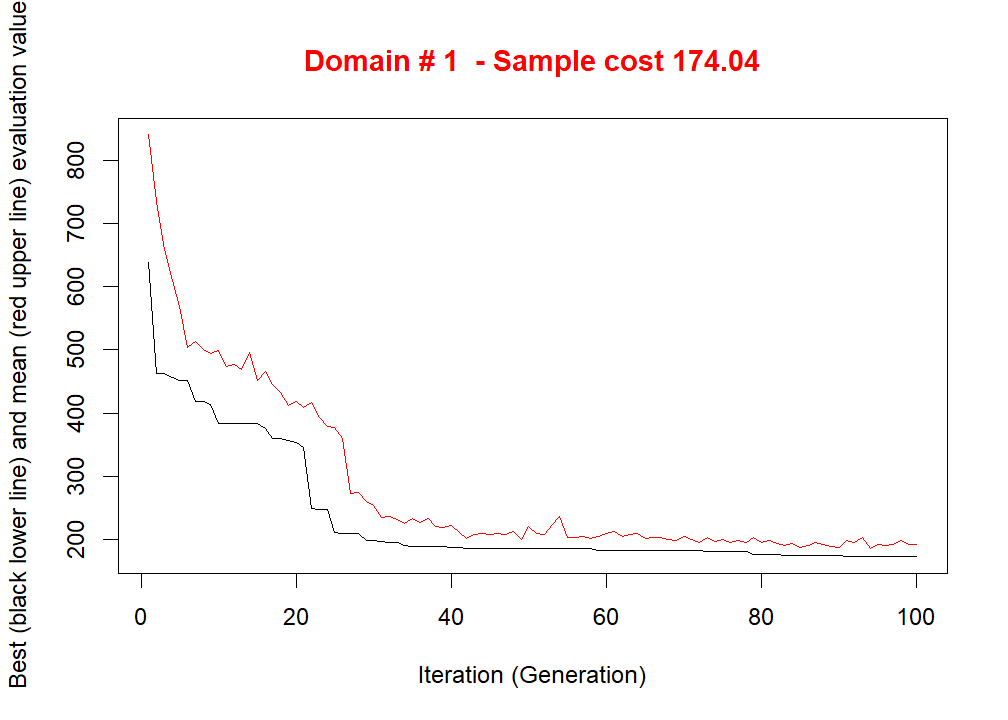 Domain # 1  - Sample cost 174.04
Best (black lower line) and mean (red upper line) evaluation value
800
700
600
500
400
300
200
0 20 40 60 80 100
Iteration (Generation)